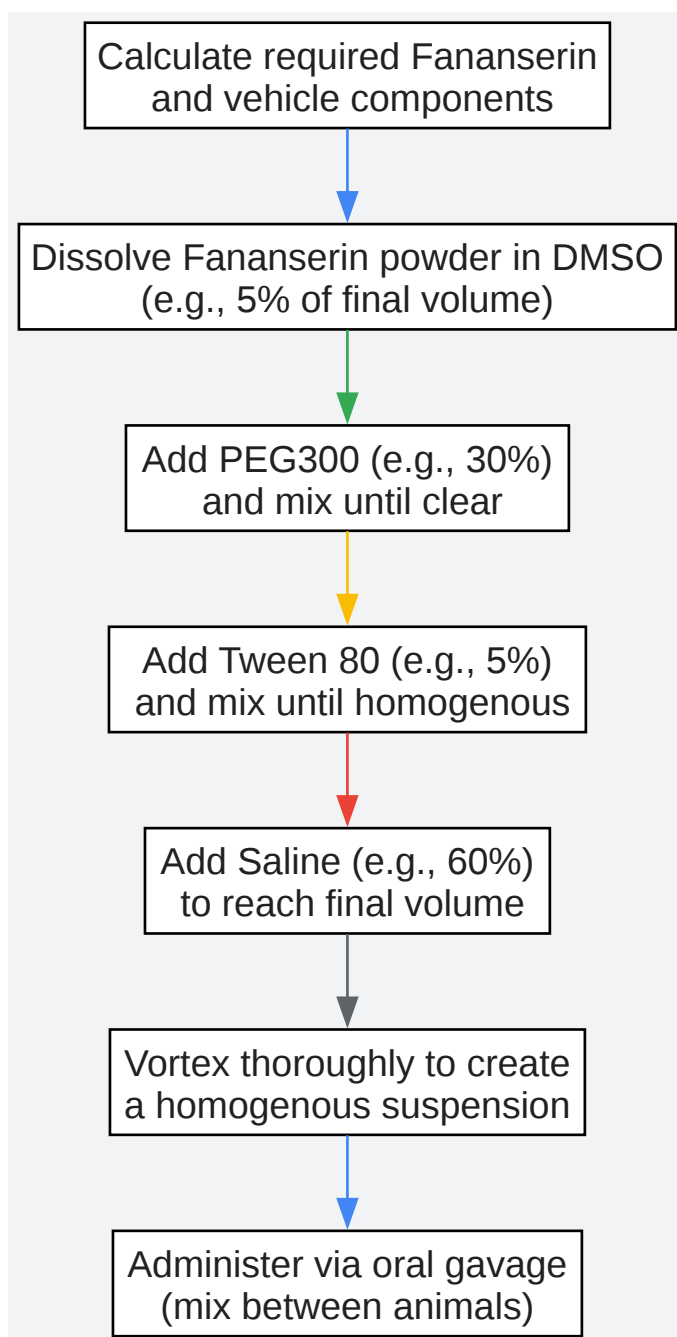 Calculate required Fananserin
and vehicle components
Dissolve Fananserin powder in DMSO
(e.g., 5% of final volume)
Add PEG300 (e.g., 30%)
and mix until clear
Add Tween 80 (e.g., 5%)
and mix until homogenous
Add Saline (e.g., 60%)
to reach final volume
Vortex thoroughly to create
a homogenous suspension
Administer via oral gavage
(mix between animals)